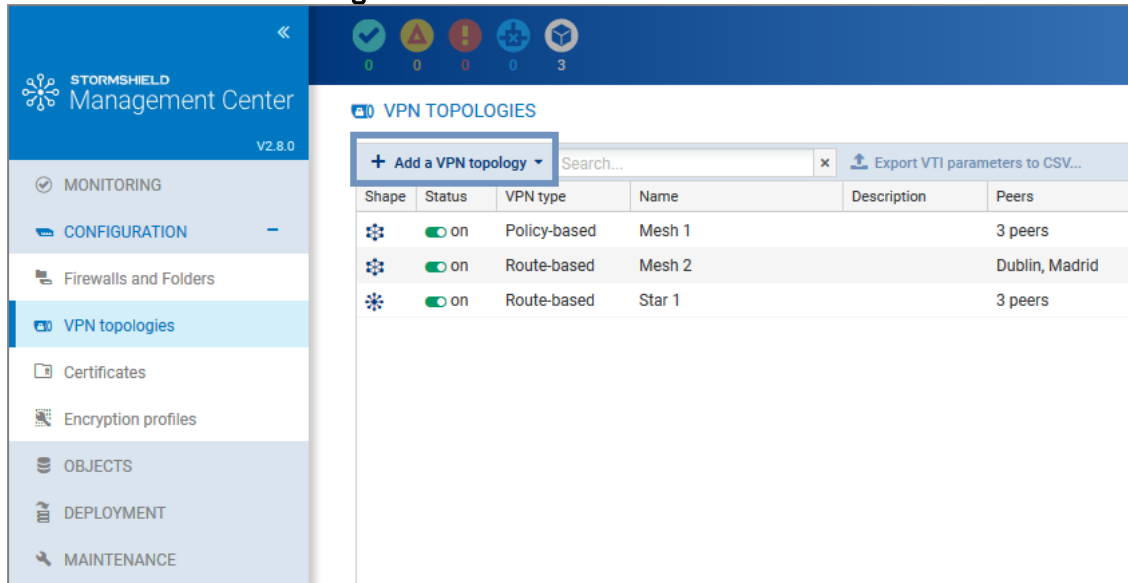 «
STORMSHIELD
Management Center
V2.8.0
0 0 0 0 3
MONITORING
CONFIGURATION
Firewalls and Folders
VPN topologies
Certificates
Encryption profiles
OBJECTS
DEPLOYMENT
MAINTENANCE
VPN TOPOLOGIES
+ Add a VPN topology Search... × Export VTI parameters to CSV...
Shape Status VPN type Name Description Peers
on Policy-based Mesh 1 3 peers
on Route-based Mesh 2 Dublin, Madrid
on Route-based Star 1 3 peers